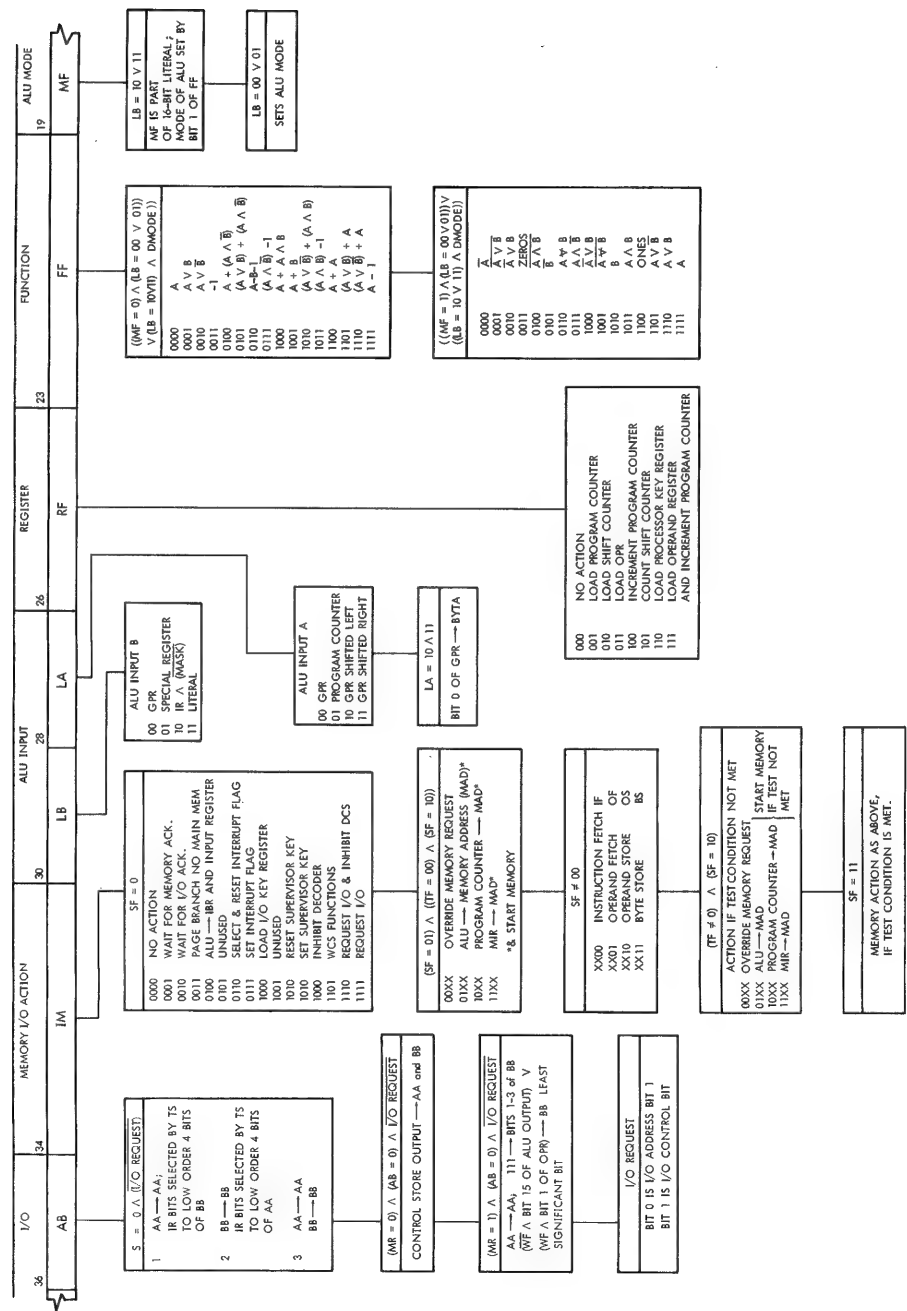 I/O MEMORY I/O ACTION ALU INPUT REGISTER FUNCTION ALU MODE
36 34 30 28 26 23 19
AB IM LB LA RF FF MF
S = 0 ∧ (I̅/̅O̅ ̅R̅E̅Q̅U̅E̅S̅T̅)
1 AA → AA;
IR BITS SELECTED BY TS
TO LOW ORDER 4 BITS
OF BB
2 BB → BB
IR BITS SELECTED BY TS
TO LOW ORDER 4 BITS
OF AA
3 AA → AA
BB → BB
(MR = 0) ∧ (AB = 0) ∧ I̅/̅O̅ ̅R̅E̅Q̅U̅E̅S̅T̅
CONTROL STORE OUTPUT → AA and BB
(MR = 1) ∧ (AB = 0) ∧ I̅/̅O̅ ̅R̅E̅Q̅U̅E̅S̅T̅
AA → AA; 111 → BITS 1-3 of BB
(W̅F̅ ∧ BIT 15 OF ALU OUTPUT) V
(WF ∧ BIT 1 OF OPR) → BB LEAST
SIGNIFICANT BIT
I/O REQUEST
BIT 0 IS I/O ADDRESS BIT 1
BIT 1 IS I/O CONTROL BIT
SF = 0
0000 NO ACTION
0001 WAIT FOR MEMORY ACK.
0010 WAIT FOR I/O ACK.
0011 PAGE BRANCH NO MAIN MEM
0100 ALU → IBR AND INPUT REGISTER
0101 UNUSED
0110 SELECT & RESET INTERRUPT FLAG
0111 SET INTERRUPT FLAG
1000 LOAD I/O KEY REGISTER
1001 UNUSED
1010 RESET SUPERVISOR KEY
1010 SET SUPERVISOR KEY
1000 INHIBIT DECODER
1101 WCS FUNCTIONS
1110 REQUEST I/O & INHIBIT DCS
1111 REQUEST I/O
(SF = 01) ∧ ((TF = 00) ∧ (SF = 10))
00XX OVERRIDE MEMORY REQUEST
01XX ALU → MEMORY ADDRESS (MAD)*
10XX PROGRAM COUNTER → MAD*
11XX MIR → MAD*
*& START MEMORY
SF ≠ 00
XX00 INSTRUCTION FETCH IF
XX01 OPERAND FETCH OF
XX10 OPERAND STORE OS
XX11 BYTE STORE BS
(TF ≠ 0) ∧ (SF = 10)
ACTION IF TEST CONDITION NOT MET
00XX OVERRIDE MEMORY REQUEST
01XX ALU → MAD
10XX PROGRAM COUNTER → MAD
11XX MIR → MAD
START MEMORY
IF TEST NOT
MET
SF = 11
MEMORY ACTION AS ABOVE,
IF TEST CONDITION IS MET.
ALU INPUT B
00 GPR
01 SPECIAL REGISTER
10 IR ∧ (M̅A̅S̅K̅)
11 LITERAL
ALU INPUT A
00 GPR
01 PROGRAM COUNTER
10 GPR SHIFTED LEFT
11 GPR SHIFTED RIGHT
LA = 10 ∧ 11
BIT 0 OF GPR → BYTA
000 NO ACTION
001 LOAD PROGRAM COUNTER
010 LOAD SHIFT COUNTER
011 LOAD OPR
100 INCREMENT PROGRAM COUNTER
101 COUNT SHIFT COUNTER
110 LOAD PROCESSOR KEY REGISTER
111 LOAD OPERAND REGISTER
AND INCREMENT PROGRAM COUNTER
((MF = 0) ∧ (LB = 00 V 01))
V (LB = 10V11) ∧ DMODE))
0000 A
0001 A V B
0010 A V B̅
0011 -1
0100 A + (A ∧ B̅)
0101 (A V B) + (A ∧ B̅)
0110 A-B-1
0111 (A ∧ B̅) -1
1000 A + A ∧ B
1001 A + B
1010 (A V B̅) + (A ∧ B)
1011 (A ∧ B) -1
1100 A + A
1101 (A V B) + A
1110 (A V B̅) + A
1111 A - 1
(((MF = 1) ∧ (LB = 00 V 01)) V
((LB = 10 V 11) ∧ DMODE))
0000 A̅
0001 A̅ ̅V̅ ̅B̅
0010 A̅ V B
0011 ZEROS
0100 A̅ ̅∧̅ ̅B̅
0101 B̅
0110 A ⊻ B
0111 A ∧ B̅
1000 A̅ V B
1001 A̅ ̅⊻̅ ̅B̅
1010 B
1011 A ∧ B
1100 ONES
1101 A V B̅
1110 A V B
1111 A
LB = 10 V 11
MF IS PART
OF 16-BIT LITERAL;
MODE OF ALU SET BY
BIT 1 OF FF
LB = 00 V 01
SETS ALU MODE